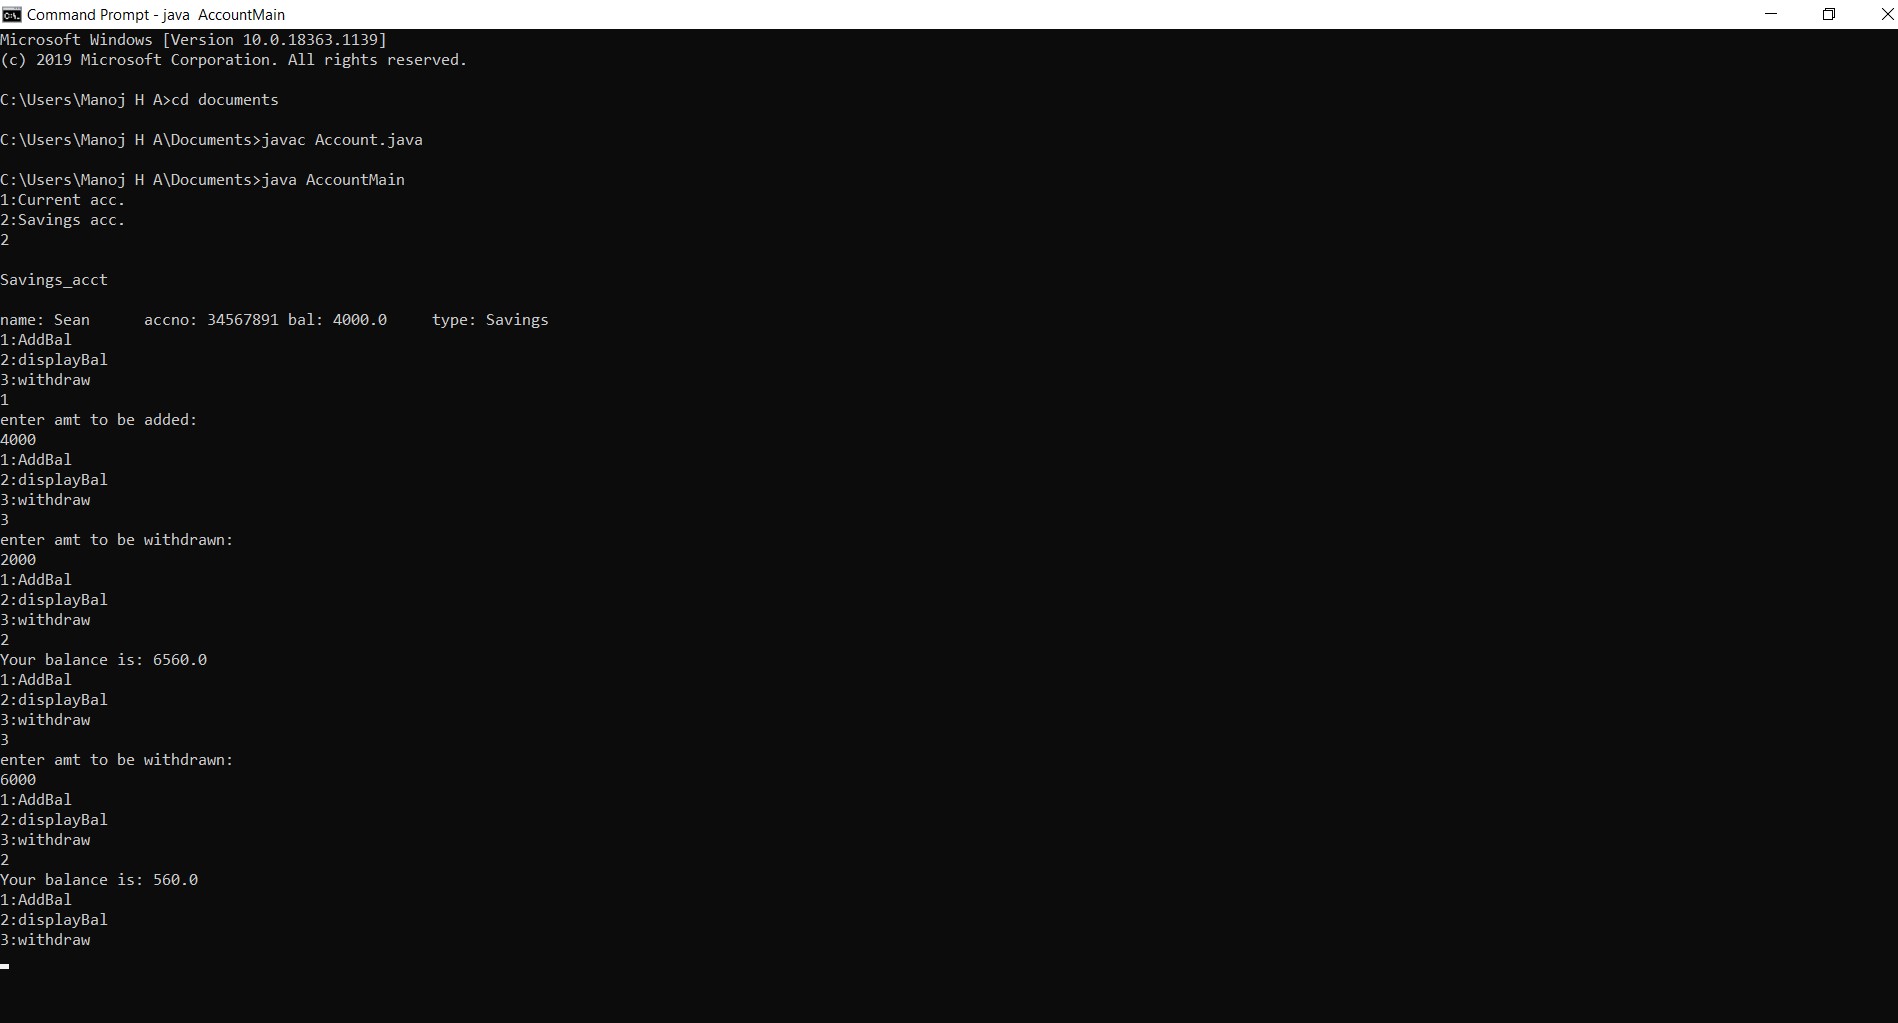 Command Prompt - java  AccountMain
Microsoft Windows [Version 10.0.18363.1139]
(c) 2019 Microsoft Corporation. All rights reserved.
C:\Users\Manoj H A>cd documents
C:\Users\Manoj H A\Documents>javac Account.java
C:\Users\Manoj H A\Documents>java AccountMain
1:Current acc.
2:Savings acc.
2
Savings_acct
name: Sean      accno: 34567891 bal: 4000.0     type: Savings
1:AddBal
2:displayBal
3:withdraw
1
enter amt to be added:
4000
1:AddBal
2:displayBal
3:withdraw
3
enter amt to be withdrawn:
2000
1:AddBal
2:displayBal
3:withdraw
2
Your balance is: 6560.0
1:AddBal
2:displayBal
3:withdraw
3
enter amt to be withdrawn:
6000
1:AddBal
2:displayBal
3:withdraw
2
Your balance is: 560.0
1:AddBal
2:displayBal
3:withdraw